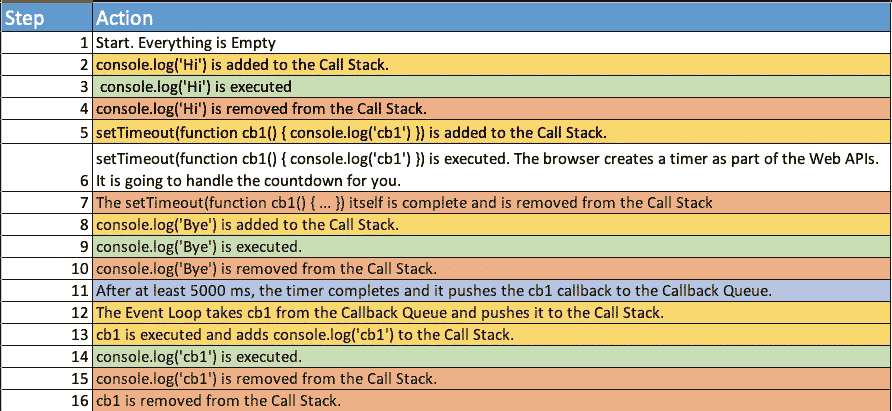 Step Action
1 Start. Everything is Empty
2 console.log('Hi') is added to the Call Stack.
3 console.log('Hi') is executed
4 console.log('Hi') is removed from the Call Stack.
5 setTimeout(function cb1() { console.log('cb1') }) is added to the Call Stack.
setTimeout(function cb1() { console.log('cb1') }) is executed. The browser creates a timer as part of the Web APIs.
6 It is going to handle the countdown for you.
7 The setTimeout(function cb1() { ... }) itself is complete and is removed from the Call Stack
8 console.log('Bye') is added to the Call Stack.
9 console.log('Bye') is executed.
10 console.log('Bye') is removed from the Call Stack.
11 After at least 5000 ms, the timer completes and it pushes the cb1 callback to the Callback Queue.
12 The Event Loop takes cb1 from the Callback Queue and pushes it to the Call Stack.
13 cb1 is executed and adds console.log('cb1') to the Call Stack.
14 console.log('cb1') is executed.
15 console.log('cb1') is removed from the Call Stack.
16 cb1 is removed from the Call Stack.